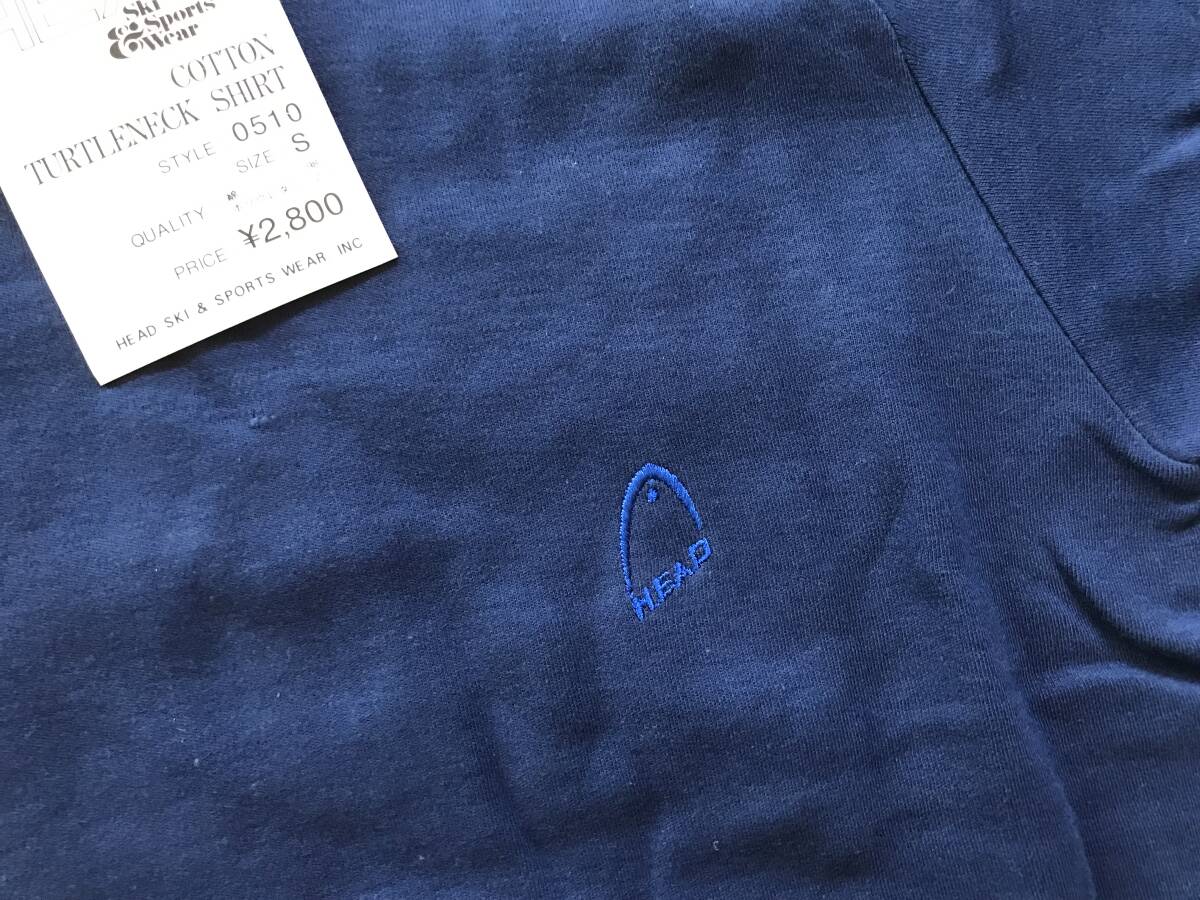 HEAD
Ski
& Sports
Wear
COTTON
TURTLENECK SHIRT
STYLE 0510
SIZE S
QUALITY
PRICE ¥2,800
HEAD SKI & SPORTS WEAR INC
HEAD